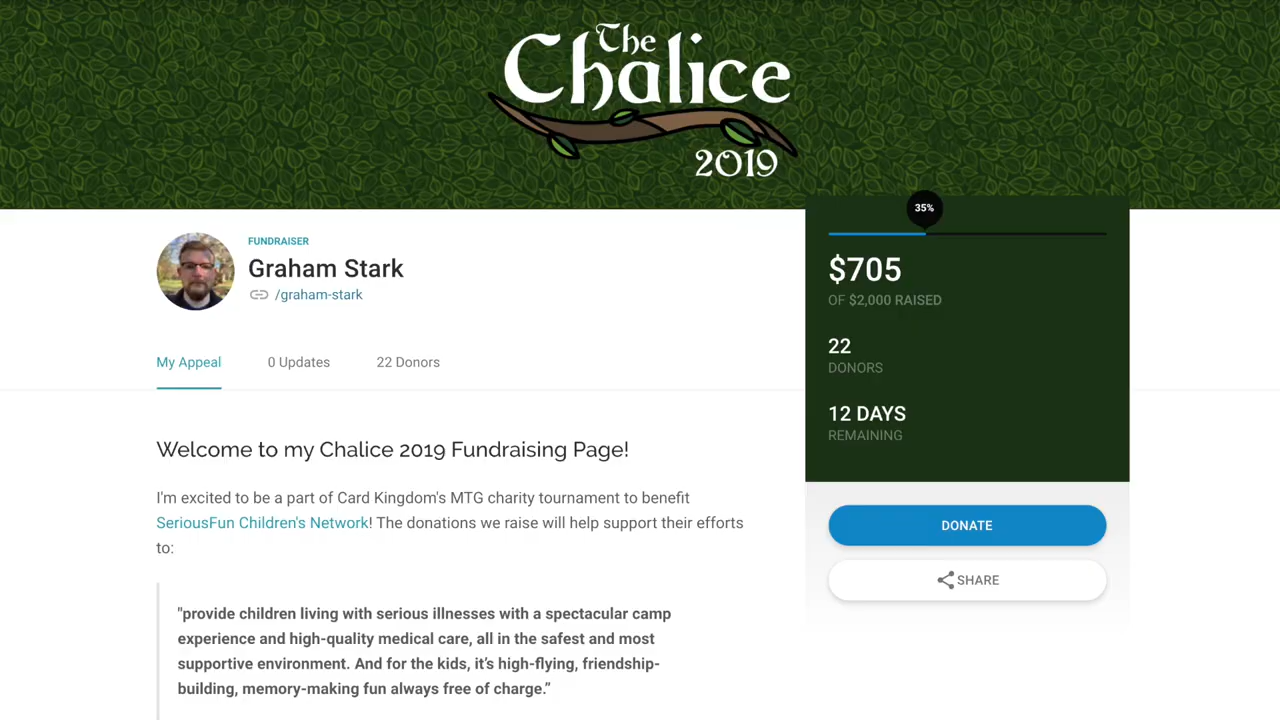 The
Chalice
2019
FUNDRAISER
Graham Stark
/graham-stark
My Appeal
0 Updates
22 Donors
35%
$705
OF $2,000 RAISED
22
DONORS
12 DAYS
REMAINING
DONATE
SHARE
Welcome to my Chalice 2019 Fundraising Page!
I'm excited to be a part of Card Kingdom's MTG charity tournament to benefit
SeriousFun Children's Network! The donations we raise will help support their efforts
to:
"provide children living with serious illnesses with a spectacular camp
experience and high-quality medical care, all in the safest and most
supportive environment. And for the kids, it’s high-flying, friendship-
building, memory-making fun always free of charge.”